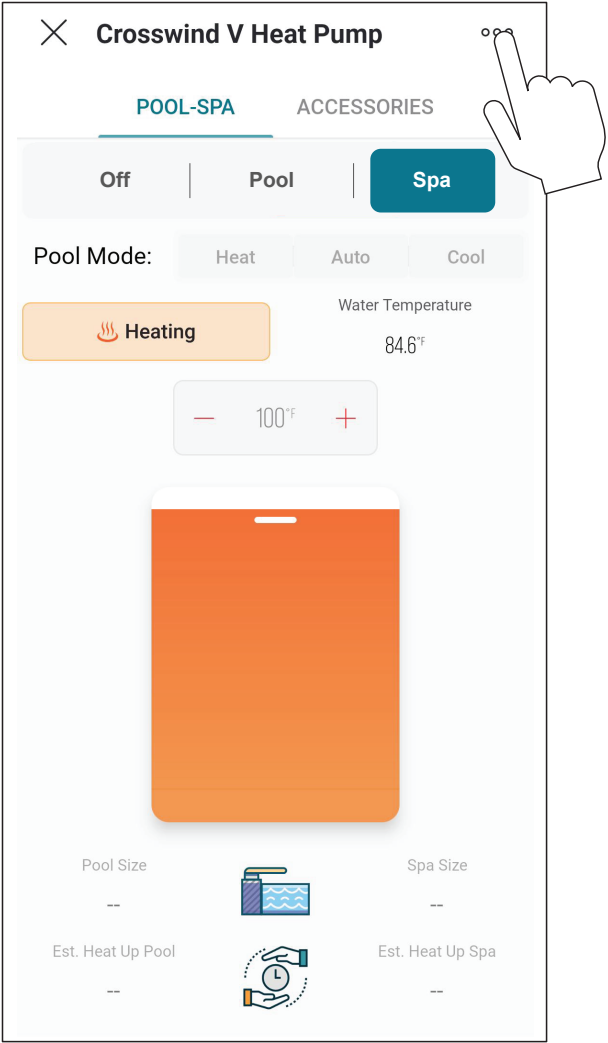 Crosswind V Heat Pump
POOL-SPA ACCESSORIES
Off Pool Spa
Pool Mode: Heat Auto Cool
Heating
Water Temperature
84.6°F
100°F
Pool Size Spa Size
-- --
Est. Heat Up Pool Est. Heat Up Spa
-- --